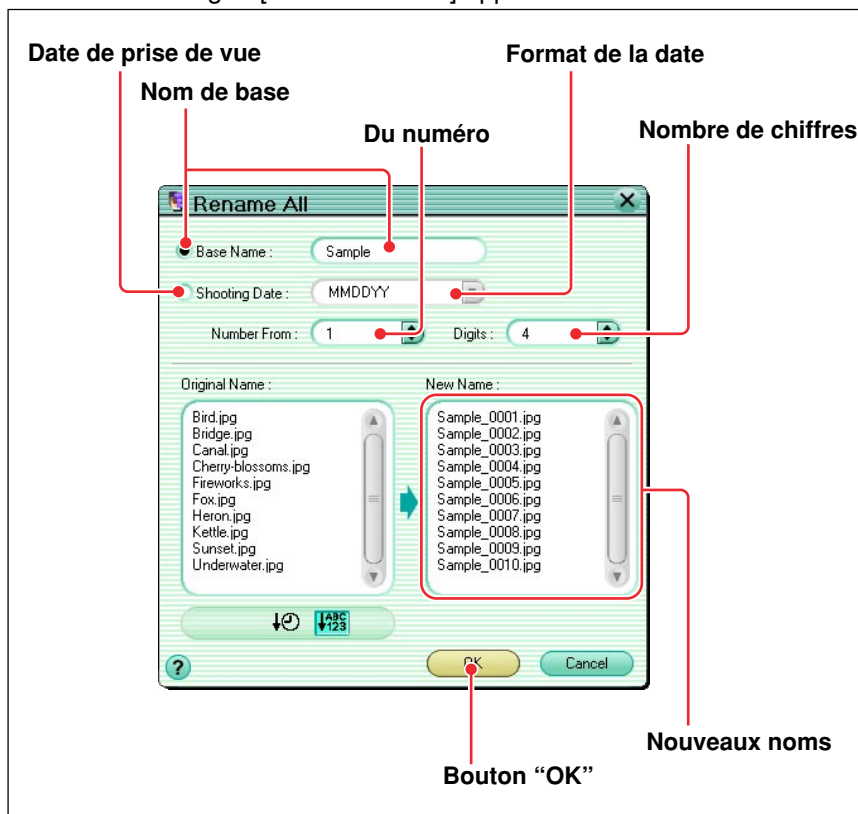 Date de prise de vue
Format de la date
Nom de base
Du numéro
Nombre de chiffres
Rename All
Base Name : Sample
Shooting Date : MMDDYY
Number From : 1 Digits : 4
Original Name : New Name :
Bird.jpg
Bridge.jpg
Canal.jpg
Cherry-blossoms.jpg
Fireworks.jpg
Fox.jpg
Heron.jpg
Kettle.jpg
Sunset.jpg
Underwater.jpg
Sample_0001.jpg
Sample_0002.jpg
Sample_0003.jpg
Sample_0004.jpg
Sample_0005.jpg
Sample_0006.jpg
Sample_0007.jpg
Sample_0008.jpg
Sample_0009.jpg
Sample_0010.jpg
ABC
123
? OK Cancel
Nouveaux noms
Bouton “OK”